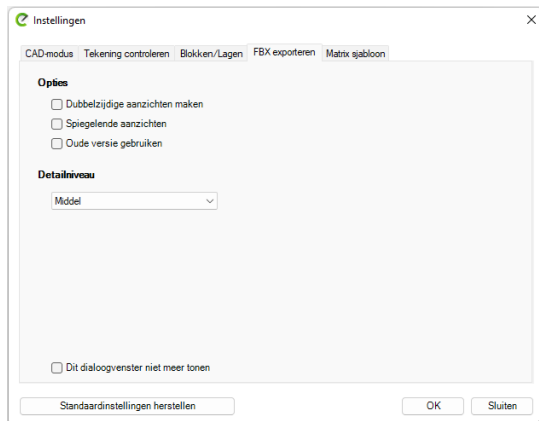 Instellingen
CAD-modus Tekening controleren Blokken/Lagen FBX exporteren Matrix sjabloon
Opties
Dubbelzijdige aanzichten maken
Spiegelende aanzichten
Oude versie gebruiken
Detailniveau
Middel
Dit dialoogvenster niet meer tonen
Standaardinstellingen herstellen OK Sluiten